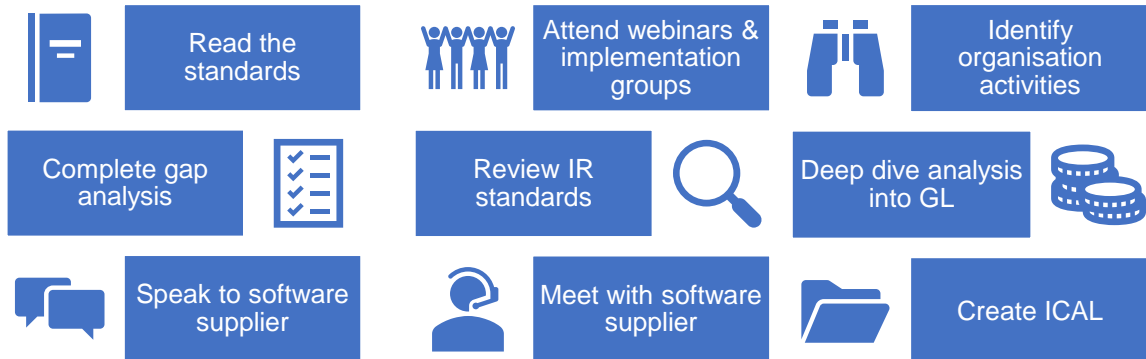 Read the
standards
Attend webinars &
implementation
groups
Identify
organisation
activities
Complete gap
analysis
Review IR
standards
Deep dive analysis
into GL
Speak to software
supplier
Meet with software
supplier
Create ICAL